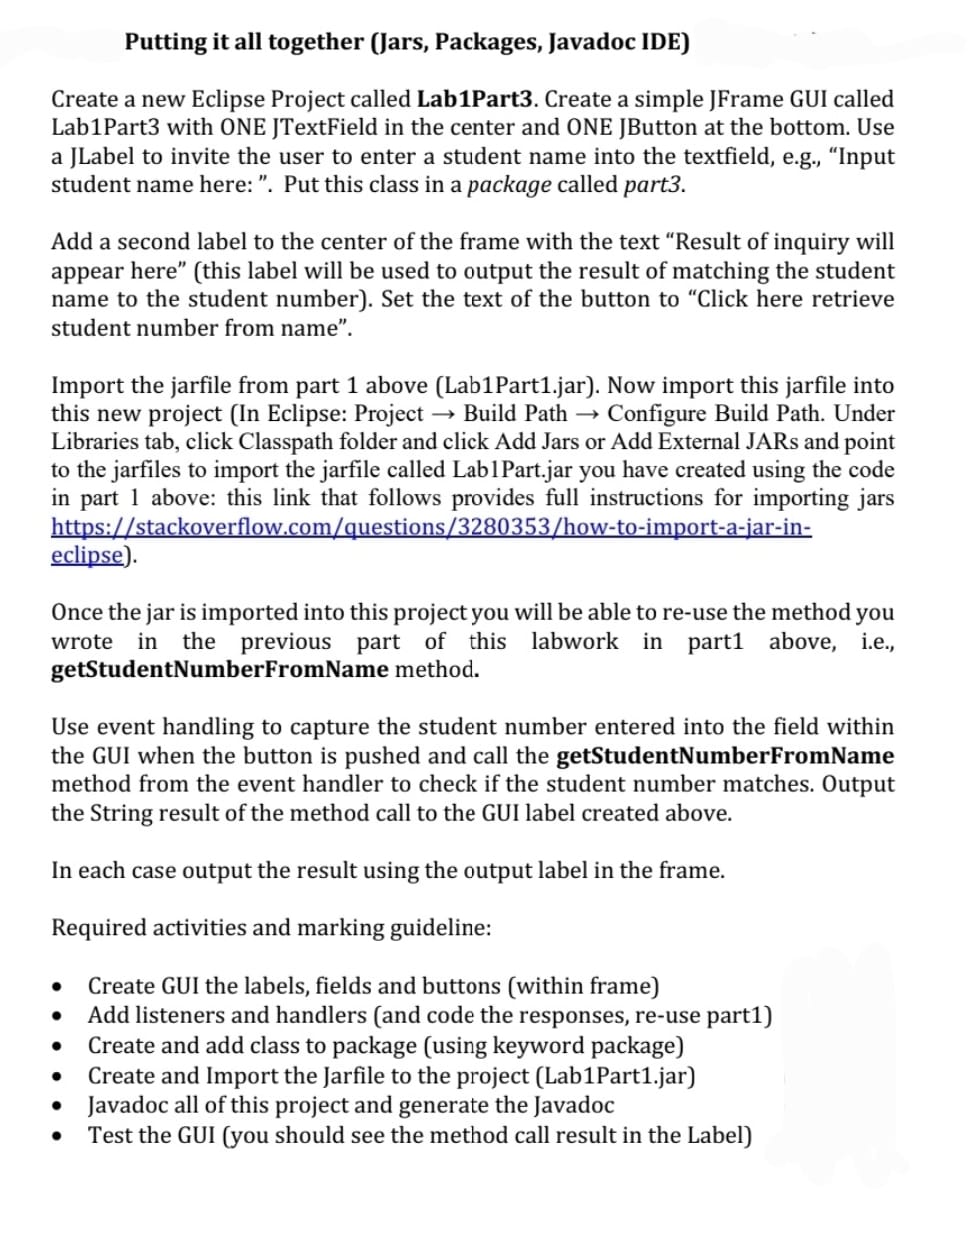 Putting it all together (Jars, Packages, Javadoc IDE)
Create a new Eclipse Project called Lab1Part3. Create a simple JFrame GUI called
Lab1Part3 with ONE JTextField in the center and ONE JButton at the bottom. Use
a JLabel to invite the user to enter a student name into the textfield, e.g., “Input
student name here: ”. Put this class in a package called part3.
Add a second label to the center of the frame with the text “Result of inquiry will
appear here” (this label will be used to output the result of matching the student
name to the student number). Set the text of the button to “Click here retrieve
student number from name”.
Import the jarfile from part 1 above (Lab1Part1.jar). Now import this jarfile into
this new project (In Eclipse: Project → Build Path → Configure Build Path. Under
Libraries tab, click Classpath folder and click Add Jars or Add External JARs and point
to the jarfiles to import the jarfile called Lab1Part.jar you have created using the code
in part 1 above: this link that follows provides full instructions for importing jars
https://stackoverflow.com/questions/3280353/how-to-import-a-jar-in-
eclipse).
Once the jar is imported into this project you will be able to re-use the method you
wrote in the previous part of this labwork in part1 above, i.e.,
getStudentNumberFromName method.
Use event handling to capture the student number entered into the field within
the GUI when the button is pushed and call the getStudentNumberFromName
method from the event handler to check if the student number matches. Output
the String result of the method call to the GUI label created above.
In each case output the result using the output label in the frame.
Required activities and marking guideline:
• Create GUI the labels, fields and buttons (within frame)
• Add listeners and handlers (and code the responses, re-use part1)
• Create and add class to package (using keyword package)
• Create and Import the Jarfile to the project (Lab1Part1.jar)
• Javadoc all of this project and generate the Javadoc
• Test the GUI (you should see the method call result in the Label)